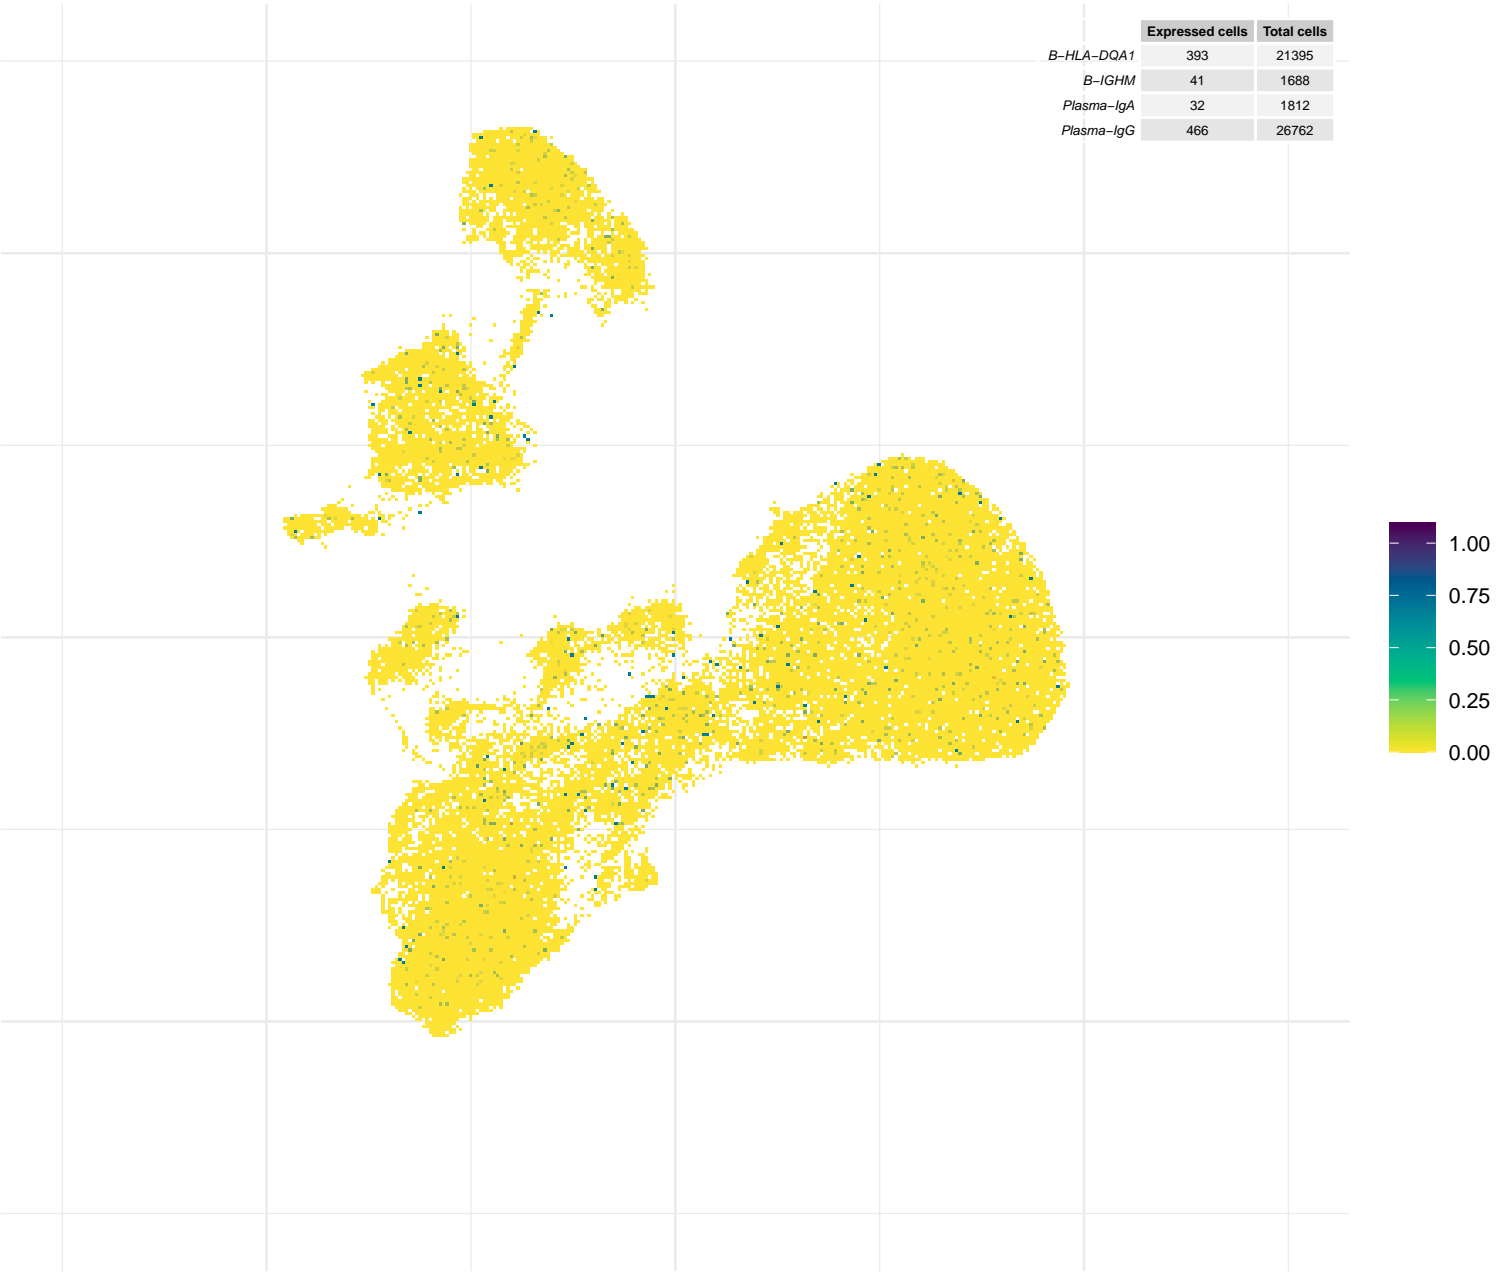 Expressed cells Total cells
B−HLA−DQA1 393 21395
B−IGHM 41 1688
Plasma−IgA 32 1812
Plasma−IgG 466 26762
1.00
0.75
0.50
0.25
0.00